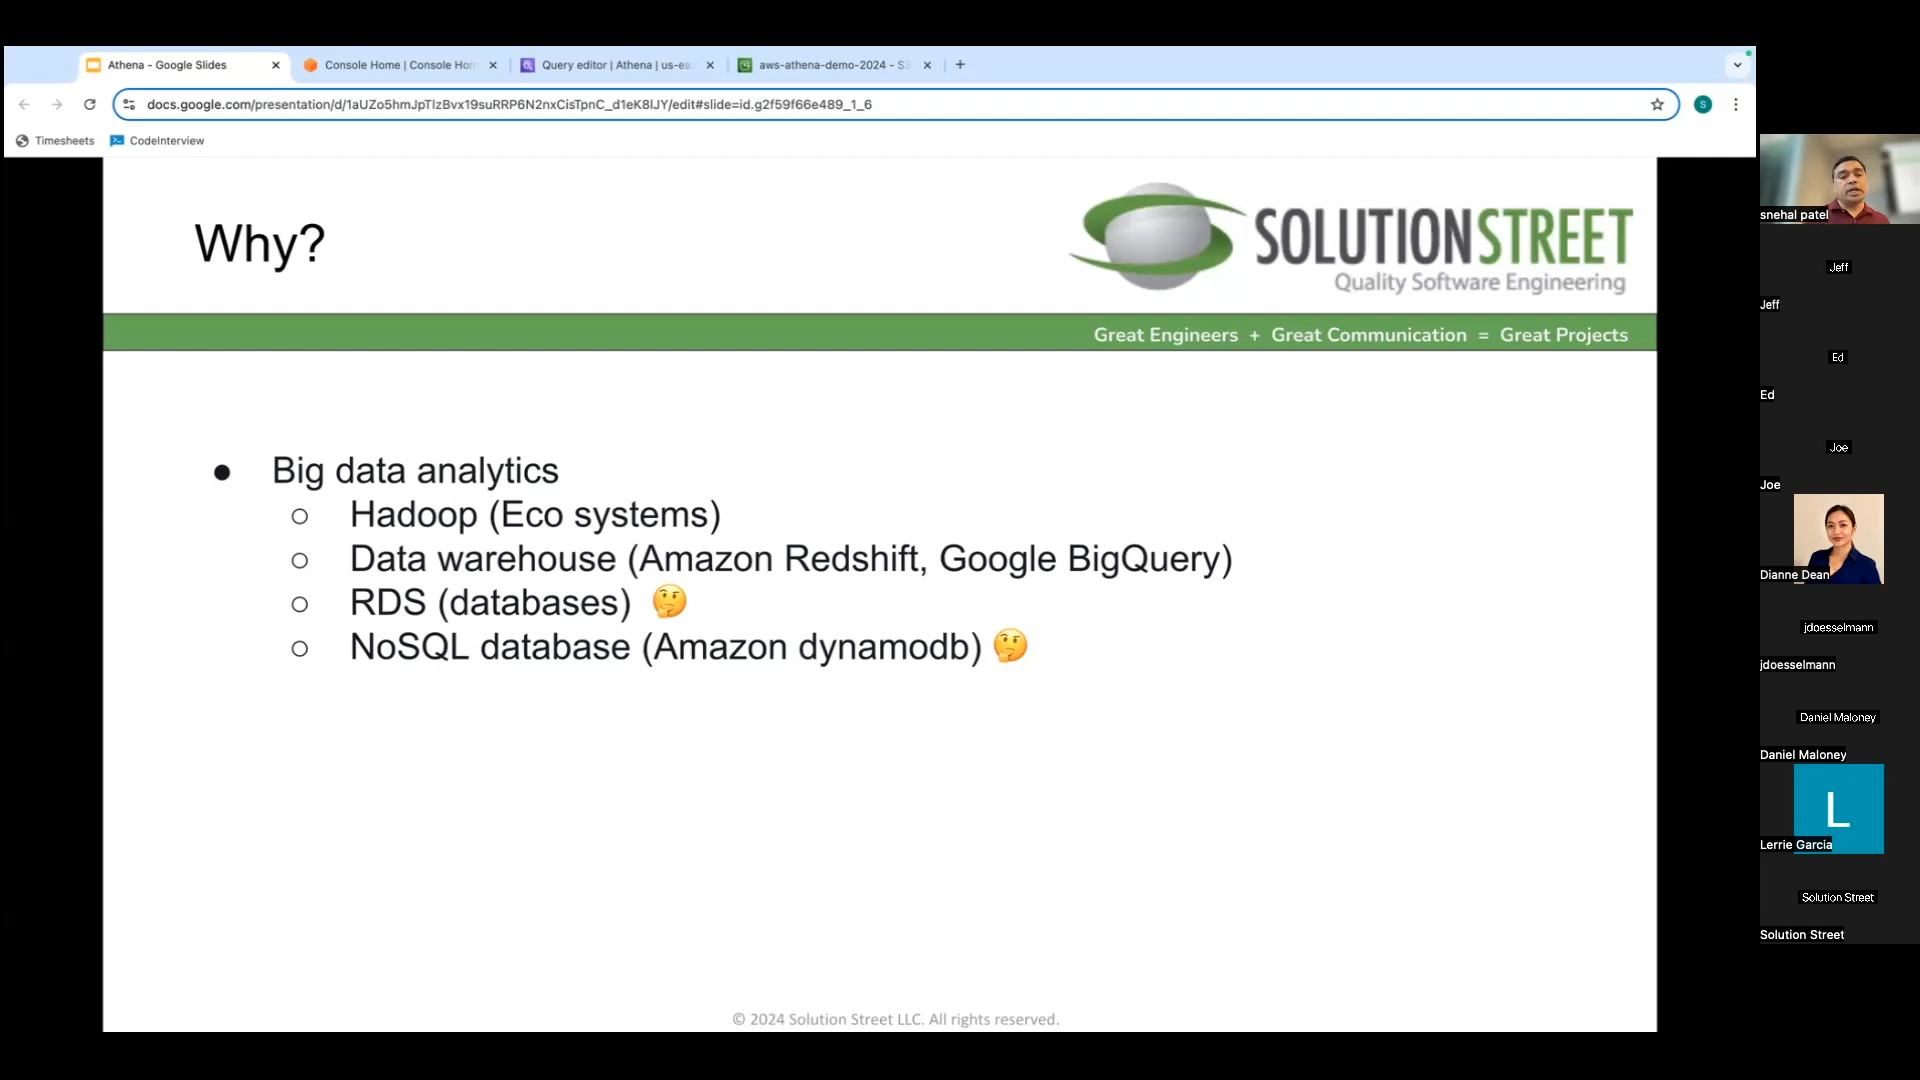 Athena - Google Slides
Console Home | Console Hom
Query editor | Athena | us-ea
aws-athena-demo-2024 - S3
docs.google.com/presentation/d/1aUZo5hmJpTlzBvx19suRRP6N2nxCisTpnC_d1eK8lJY/edit#slide=id.g2f59f66e489_1_6
S
Timesheets
CodeInterview
Why?
SOLUTIONSTREET
Quality Software Engineering
Great Engineers + Great Communication = Great Projects
● Big data analytics
○ Hadoop (Eco systems)
○ Data warehouse (Amazon Redshift, Google BigQuery)
○ RDS (databases) 🤔
○ NoSQL database (Amazon dynamodb) 🤔
© 2024 Solution Street LLC. All rights reserved.
snehal patel
Jeff
Jeff
Ed
Ed
Joe
Joe
Dianne Dean
jdoesselmann
jdoesselmann
Daniel Maloney
Daniel Maloney
L
Lerrie Garcia
Solution Street
Solution Street